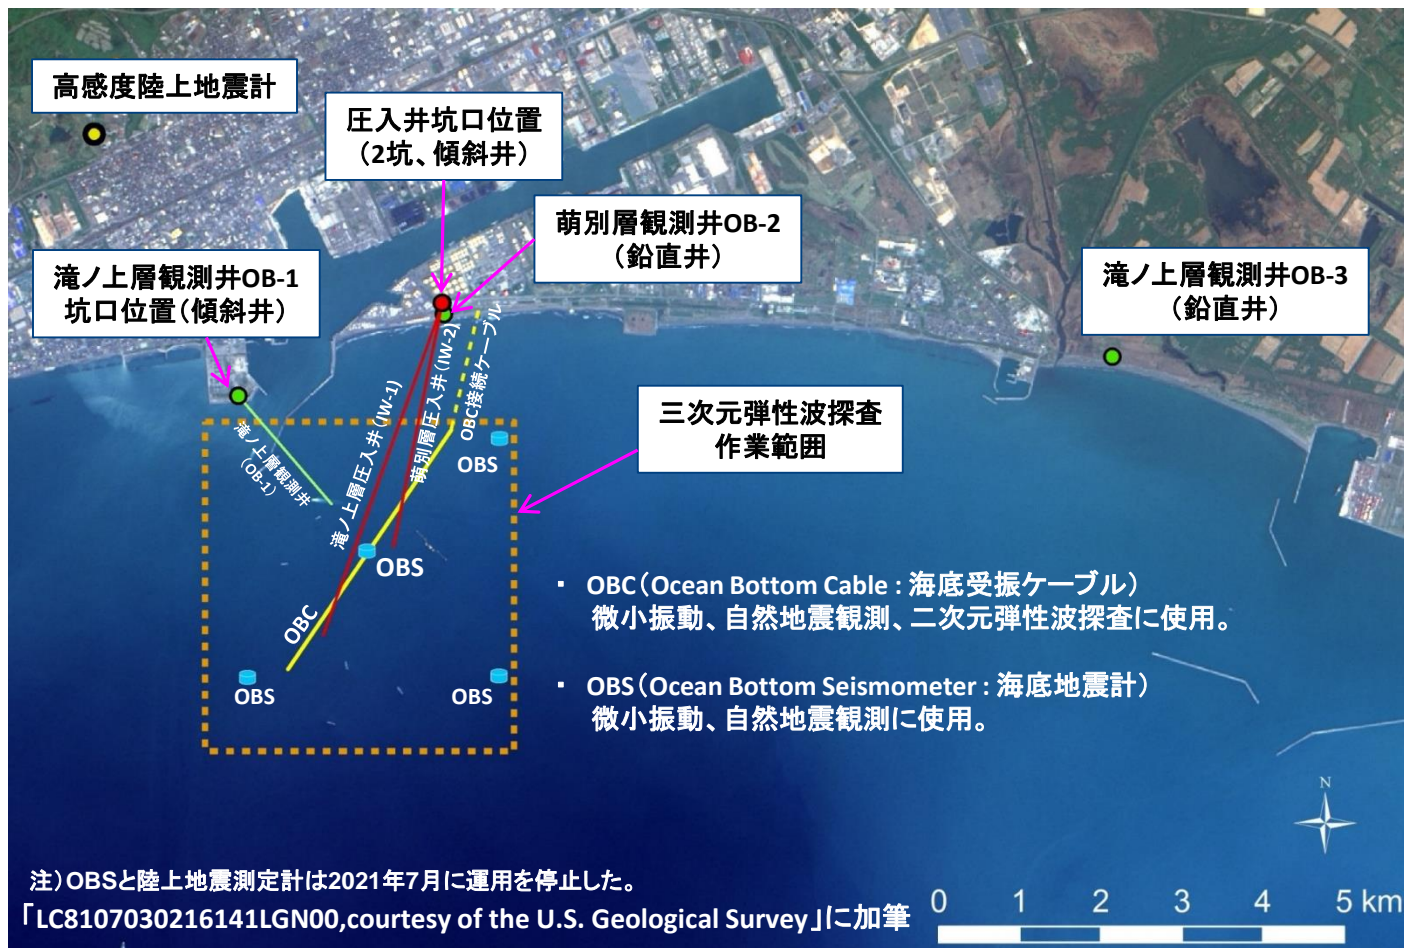 高感度陸上地震計
圧入井坑口位置
（2坑、傾斜井）
萌別層観測井OB-2
（鉛直井）
滝ノ上層観測井OB-1
坑口位置（傾斜井）
滝ノ上層観測井OB-3
（鉛直井）
滝ノ上層観測井
（OB-1）
滝ノ上層圧入井（IW-1）
萌別層圧入井（IW-2）
OBC接続ケーブル
三次元弾性波探査
作業範囲
OBS
OBS
OBC
OBS
OBS
・ OBC（Ocean Bottom Cable : 海底受振ケーブル）
微小振動、自然地震観測、二次元弾性波探査に使用。
・ OBS（Ocean Bottom Seismometer : 海底地震計）
微小振動、自然地震観測に使用。
N
注）OBSと陸上地震測定計は2021年7月に運用を停止した。
「LC8107030216141LGN00,courtesy of the U.S. Geological Survey」に加筆
0 1 2 3 4 5 km